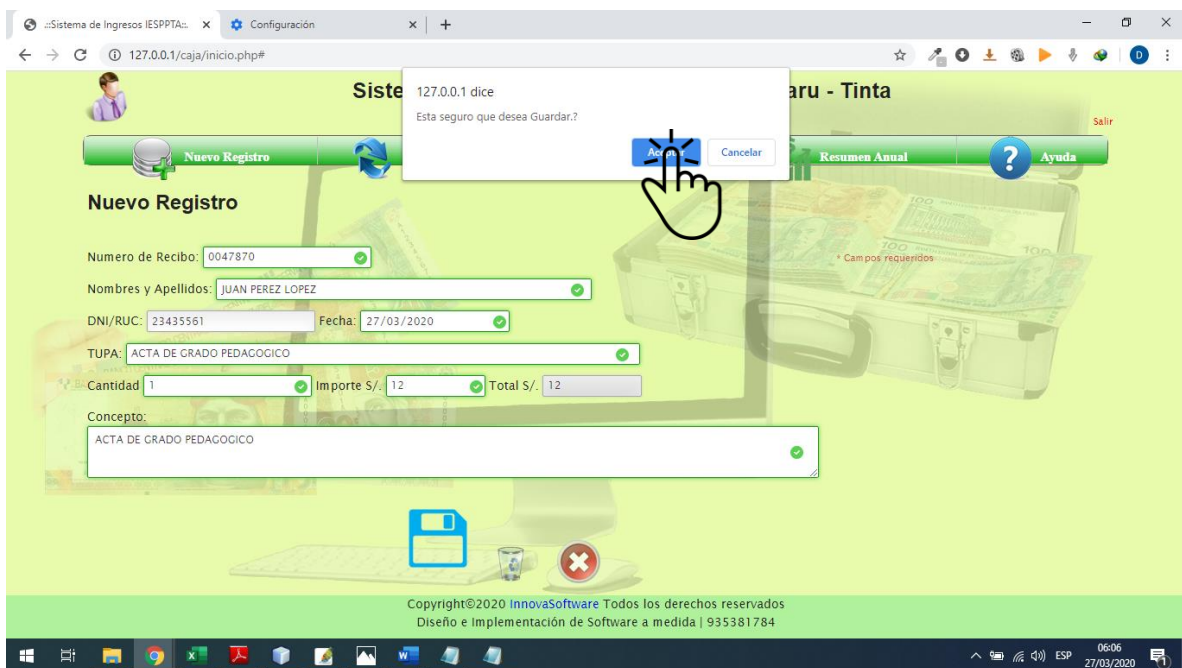 .::Sistema de Ingresos IESPPTA::.
Configuración
127.0.0.1/caja/inicio.php#
D
127.0.0.1 dice
Esta seguro que desea Guardar.?
Cancelar
Siste
aru - Tinta
Salir
Nuevo Registro
Resumen Anual
? Ayuda
Nuevo Registro
Numero de Recibo: 0047870
* Campos requeridos
Nombres y Apellidos: JUAN PEREZ LOPEZ
DNI/RUC: 23435561 Fecha: 27/03/2020
TUPA: ACTA DE GRADO PEDAGOGICO
Cantidad 1 Importe S/. 12 Total S/. 12
Concepto:
ACTA DE GRADO PEDAGOGICO
Copyright©2020 InnovaSoftware Todos los derechos reservados
Diseño e Implementación de Software a medida | 935381784
ESP
06:06
27/03/2020